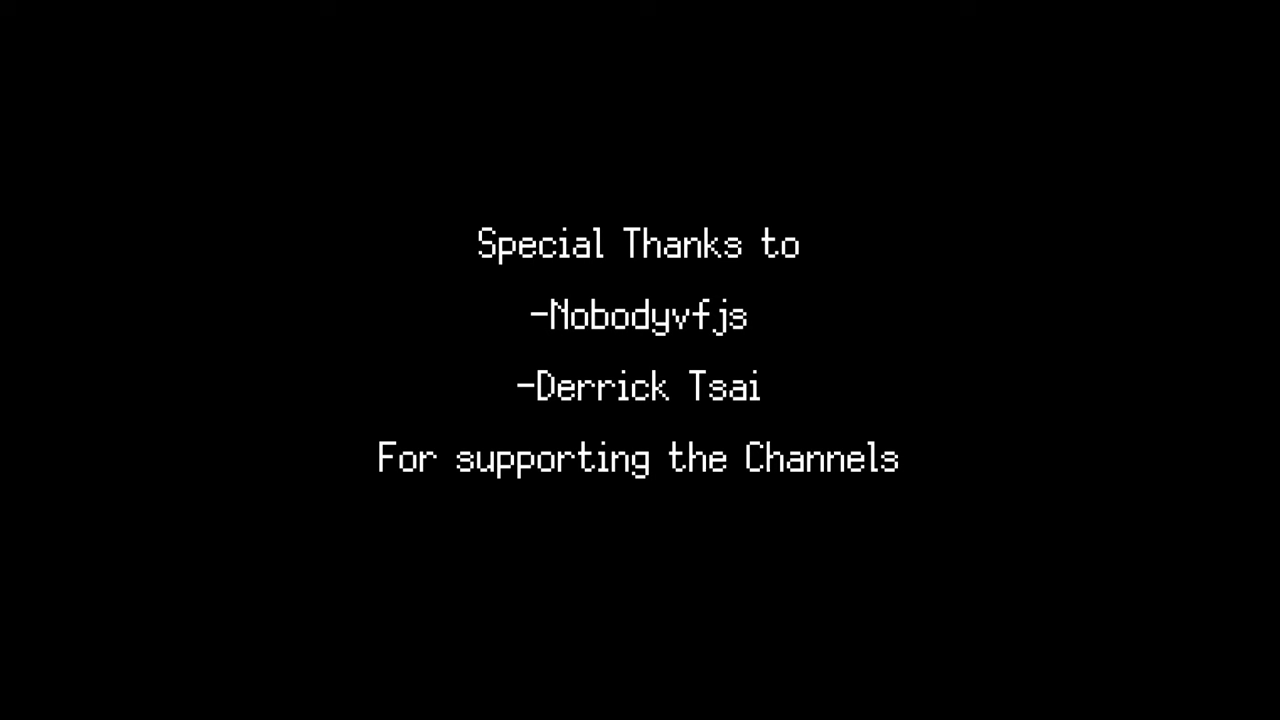 Special Thanks to
-Nobodyvfjs
-Derrick Tsai
For supporting the Channels